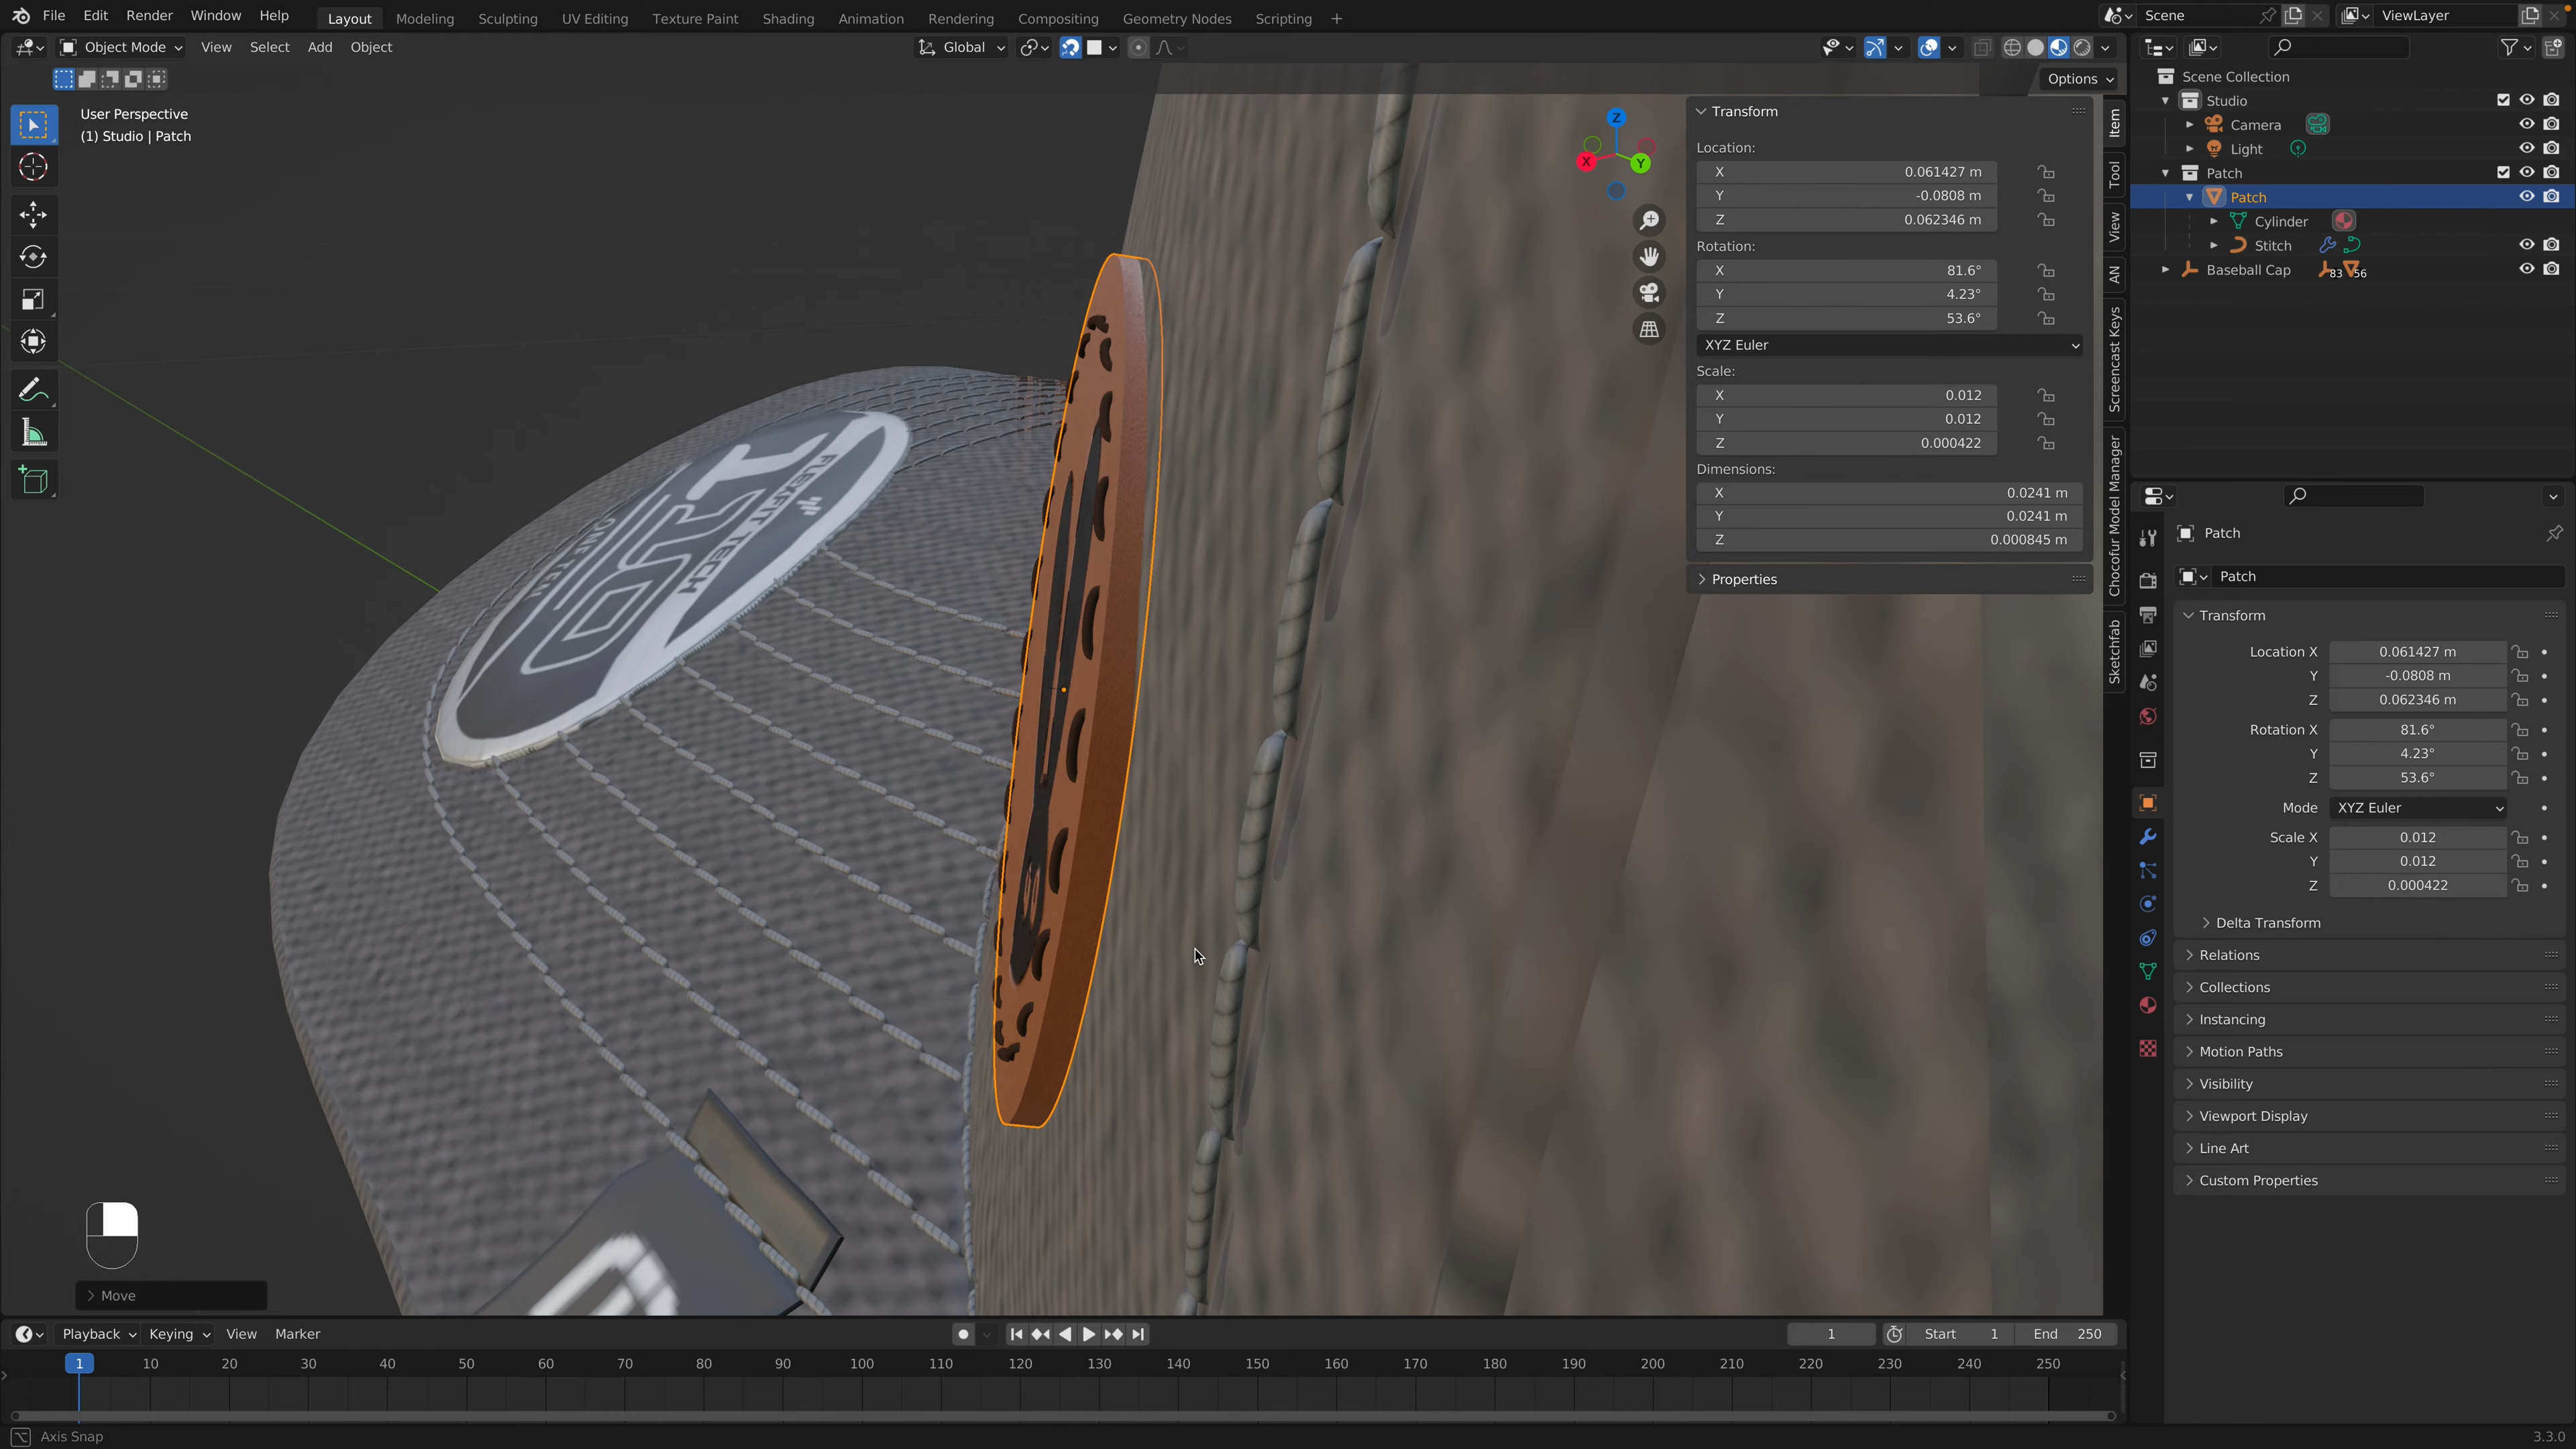 File Edit Render Window Help Layout Modeling Sculpting UV Editing Texture Paint Shading Animation Rendering Compositing Geometry Nodes Scripting + Scene ViewLayer
Object Mode View Select Add Object Global
Options
User Perspective
(1) Studio | Patch
FLEXFIT TECH
Transform
Location:
X 0.061427 m
Y -0.0808 m
Z 0.062346 m
Rotation:
X 81.6°
Y 4.23°
Z 53.6°
XYZ Euler
Scale:
X 0.012
Y 0.012
Z 0.000422
Dimensions:
X 0.0241 m
Y 0.0241 m
Z 0.000845 m
Properties
Z
X
Y
Item
Tool
View
AN
Screencast Keys
Chocofur Model Manager
Sketchfab
Scene Collection
Studio
Camera
Light
Patch
Patch
Cylinder
Stitch
Baseball Cap 83 56
Patch
Patch
Transform
Location X 0.061427 m
Y -0.0808 m
Z 0.062346 m
Rotation X 81.6°
Y 4.23°
Z 53.6°
Mode XYZ Euler
Scale X 0.012
Y 0.012
Z 0.000422
Delta Transform
Relations
Collections
Instancing
Motion Paths
Visibility
Viewport Display
Line Art
Custom Properties
Move
Playback Keying View Marker 1 Start 1 End 250
1 10 20 30 40 50 60 70 80 90 100 110 120 130 140 150 160 170 180 190 200 210 220 230 240 250
Axis Snap
3.3.0